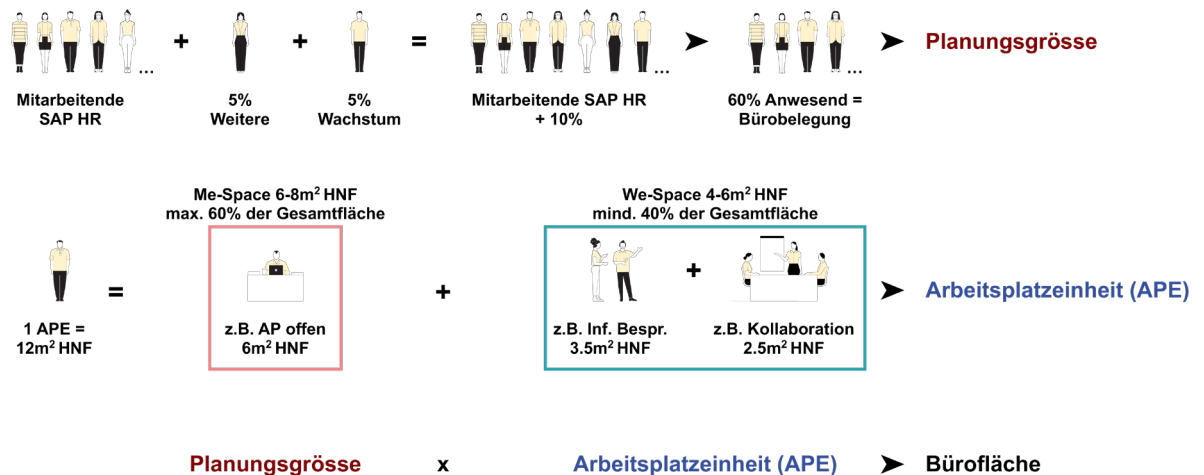 + + =
... ... ...
Planungsgrösse
Mitarbeitende
SAP HR
5%
Weitere
5%
Wachstum
Mitarbeitende SAP HR
+ 10%
60% Anwesend =
Bürobelegung
Me-Space 6-8m² HNF
max. 60% der Gesamtfläche
We-Space 4-6m² HNF
mind. 40% der Gesamtfläche
= + +
Arbeitsplatzeinheit (APE)
1 APE =
12m² HNF
z.B. AP offen
6m² HNF
z.B. Inf. Bespr.
3.5m² HNF
z.B. Kollaboration
2.5m² HNF
Planungsgrösse x Arbeitsplatzeinheit (APE) Bürofläche